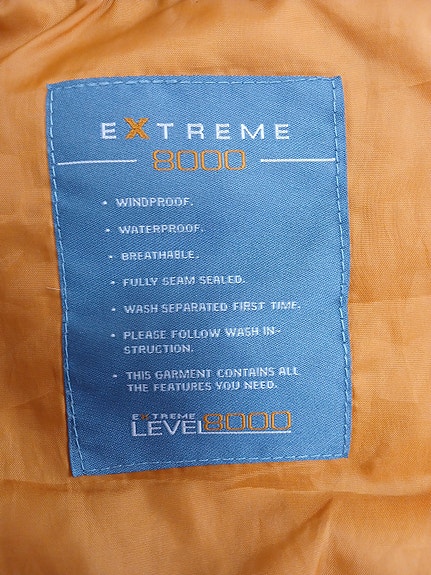 EXTREME
8000
• WINDPROOF.
• WATERPROOF.
• BREATHABLE.
• FULLY SEAM SEALED.
• WASH SEPARATED FIRST TIME.
• PLEASE FOLLOW WASH IN-
STRUCTION.
• THIS GARMENT CONTAINS ALL
THE FEATURES YOU NEED.
EXTREME
LEVEL8000